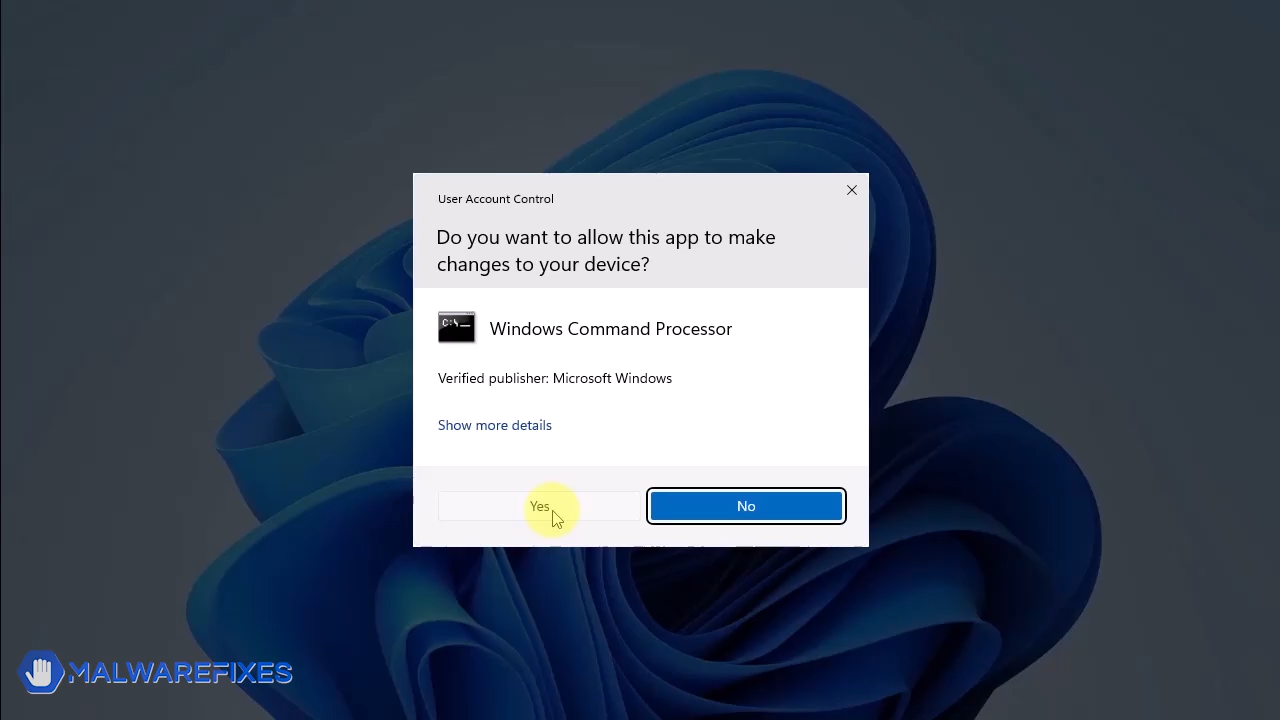 User Account Control
Do you want to allow this app to make
changes to your device?
C:\
Windows Command Processor
Verified publisher: Microsoft Windows
Show more details
Yes
No
MALWAREFIXES